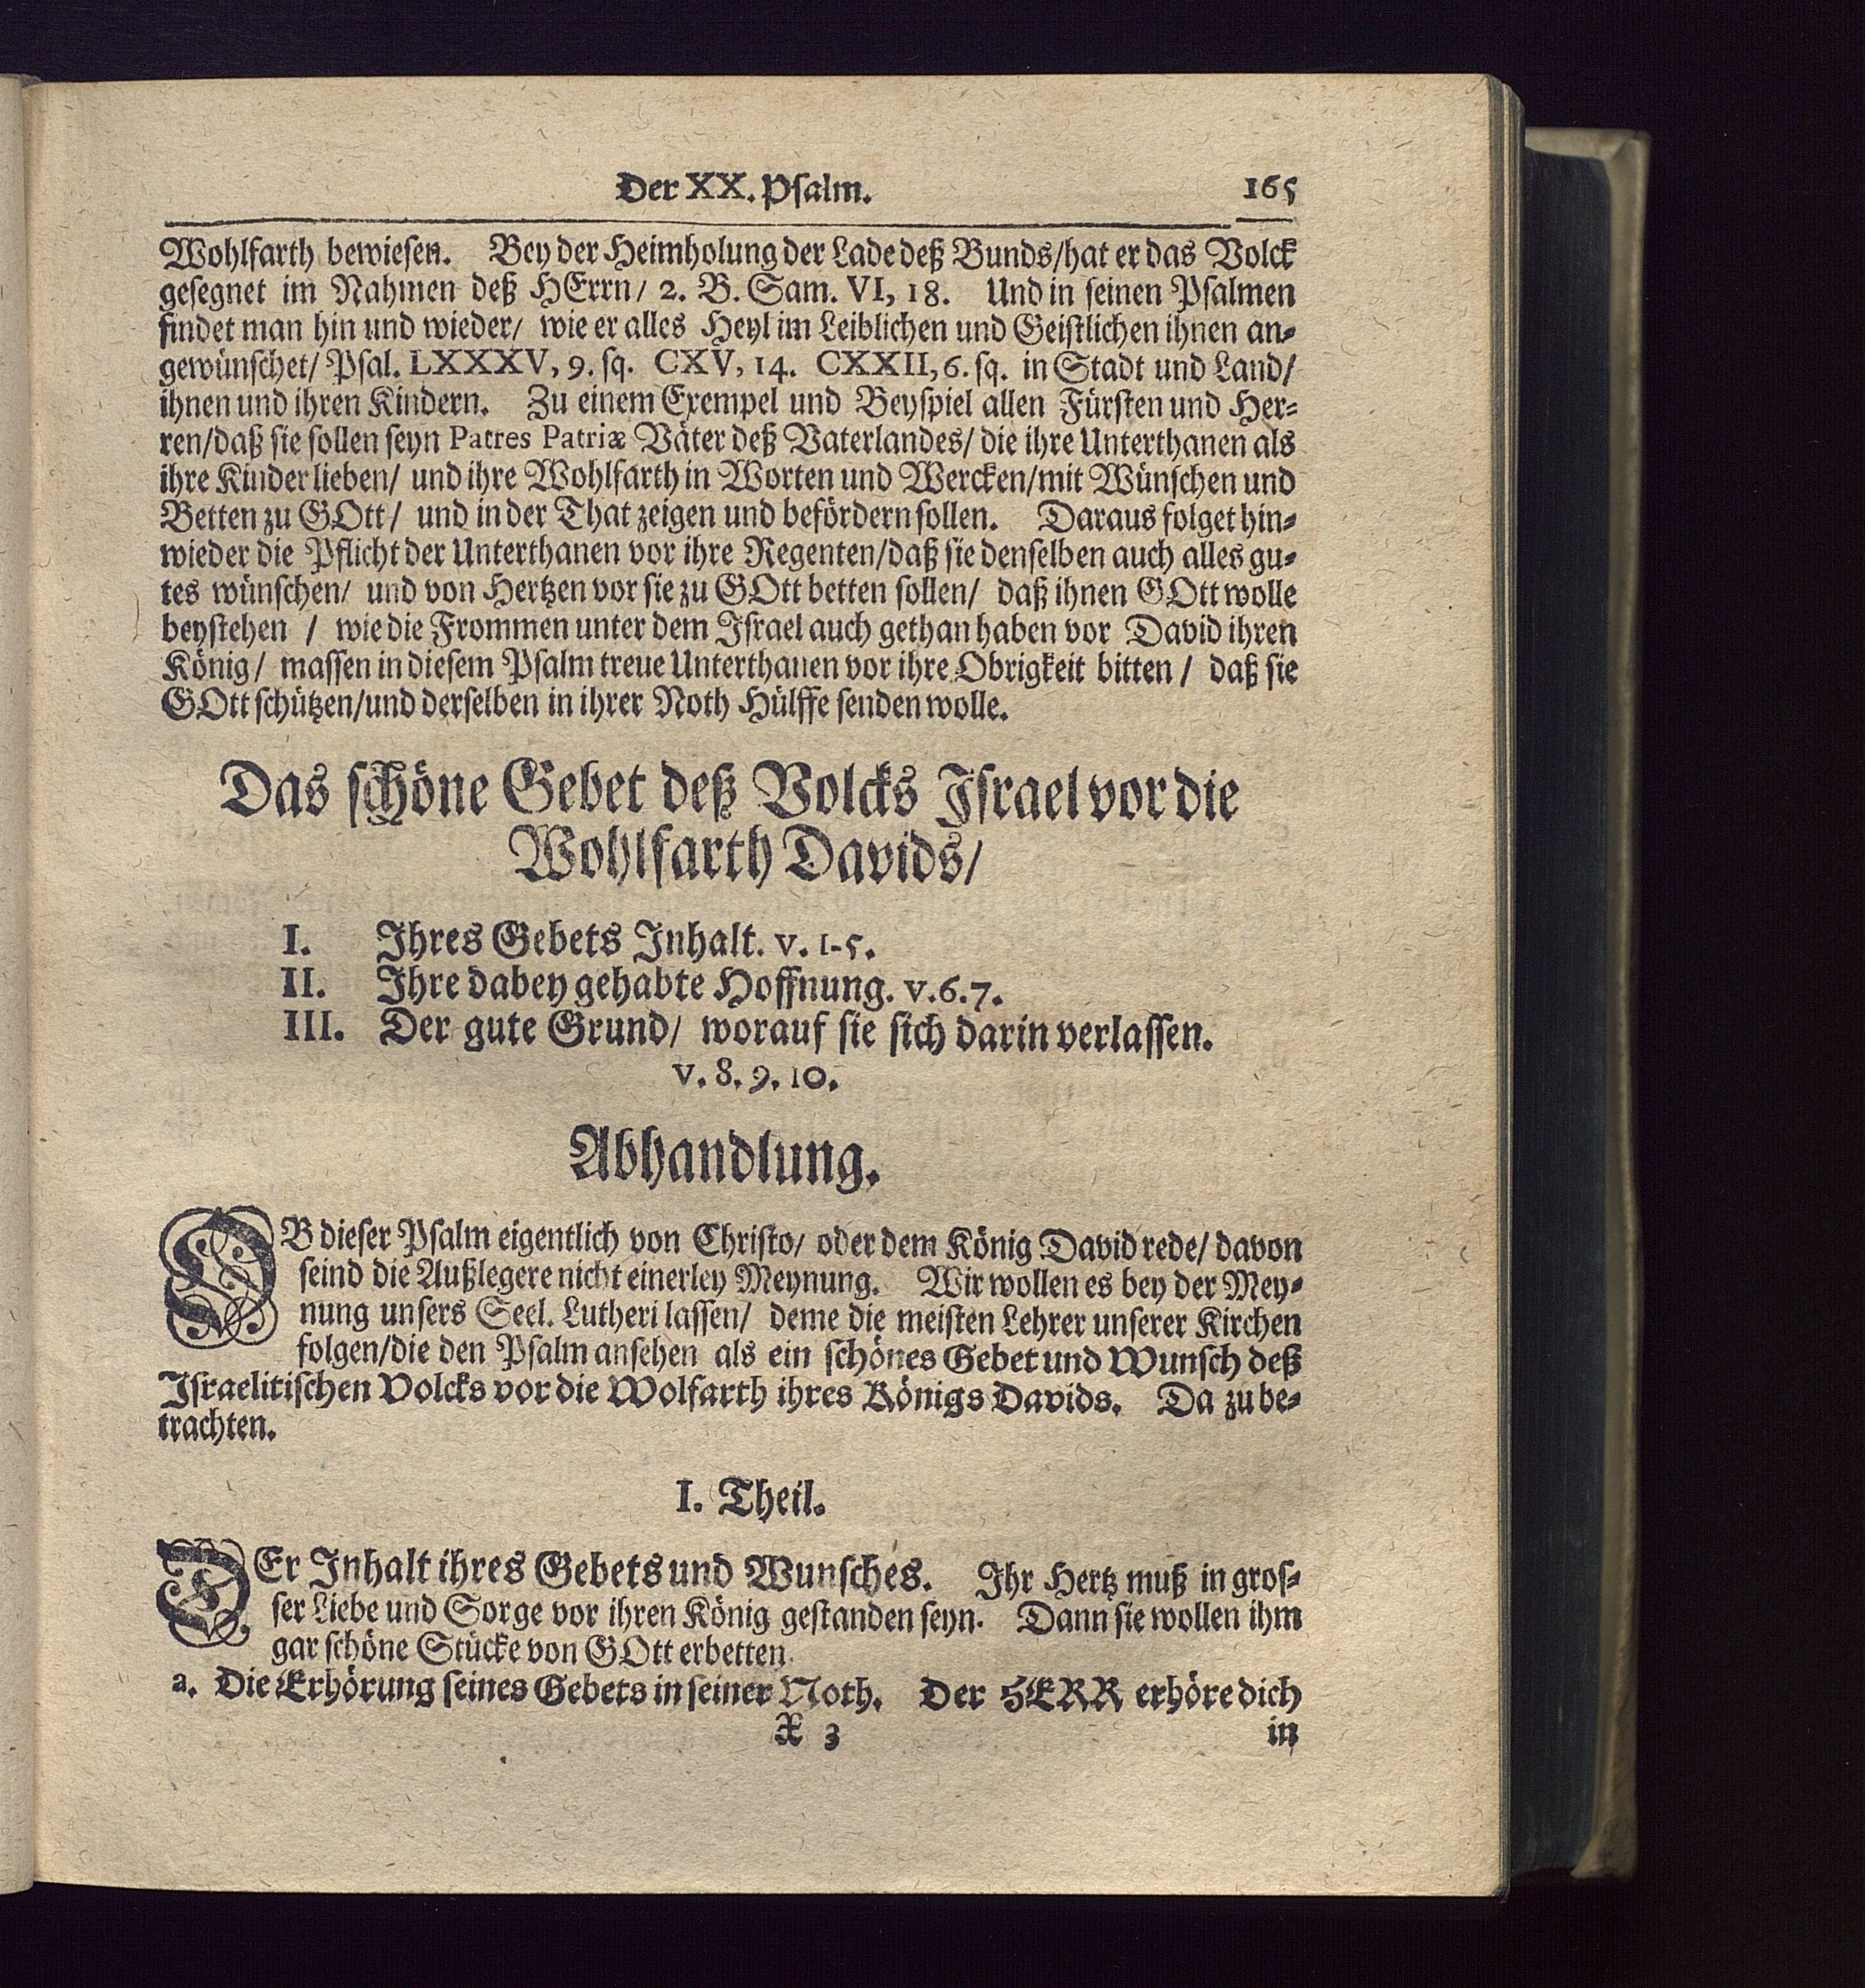 Der XX. Psalm. 165
Wohlfarth bewiesen. Bey der Heimholung der Lade deß Bunds/hat er das Volck
gesegnet im Nahmen deß HErrn/ 2. B. Sam. VI, 18. Und in seinen Psalmen
findet man hin und wieder/ wie er alles Heyl im Leiblichen und Geistlichen ihnen an-
gewünschet/ Psal. LXXXV, 9. sq. CXV, 14. CXXII, 6. sq. in Stadt und Land/
ihnen und ihren Kindern. Zu einem Exempel und Beyspiel allen Fürsten und Her-
ren/daß sie sollen seyn Patres Patriæ Väter deß Vaterlandes/ die ihre Unterthanen als
ihre Kinder lieben/ und ihre Wohlfarth in Worten und Wercken/mit Wünschen und
Betten zu GOtt/ und in der That zeigen und befördern sollen. Daraus folget hin-
wieder die Pflicht der Unterthanen vor ihre Regenten/daß sie denselben auch alles gu-
tes wünschen/ und von Hertzen vor sie zu GOtt betten sollen/ daß ihnen GOtt wolle
beystehen / wie die Frommen unter dem Israel auch gethan haben vor David ihren
König/ massen in diesem Psalm treue Unterthanen vor ihre Obrigkeit bitten / daß sie
GOtt schützen/und derselben in ihrer Noth Hülffe senden wolle.
Das schöne Gebet deß Volcks Israel vor die
Wohlfarth Davids/
I. Ihres Gebets Inhalt. v. 1-5.
II. Ihre dabey gehabte Hoffnung. v. 6. 7.
III. Der gute Grund/ worauf sie sich darin verlassen.
v. 8. 9. 10.
Abhandlung.
OB dieser Psalm eigentlich von Christo/ oder dem König David rede/ davon
seind die Außlegere nicht einerley Meynung. Wir wollen es bey der Mey-
nung unsers Seel. Lutheri lassen/ deme die meisten Lehrer unserer Kirchen
folgen/die den Psalm ansehen als ein schönes Gebet und Wunsch deß
Israelitischen Volcks vor die Wolfarth ihres Königs Davids. Da zu be-
trachten.
I. Theil.
DEr Inhalt ihres Gebets und Wunsches. Ihr Hertz muß in gros-
ser Liebe und Sorge vor ihren König gestanden seyn. Dann sie wollen ihm
gar schöne Stücke von GOtt erbetten.
a. Die Erhörung seines Gebets in seiner Noth. Der HERR erhöre dich
X 3 in